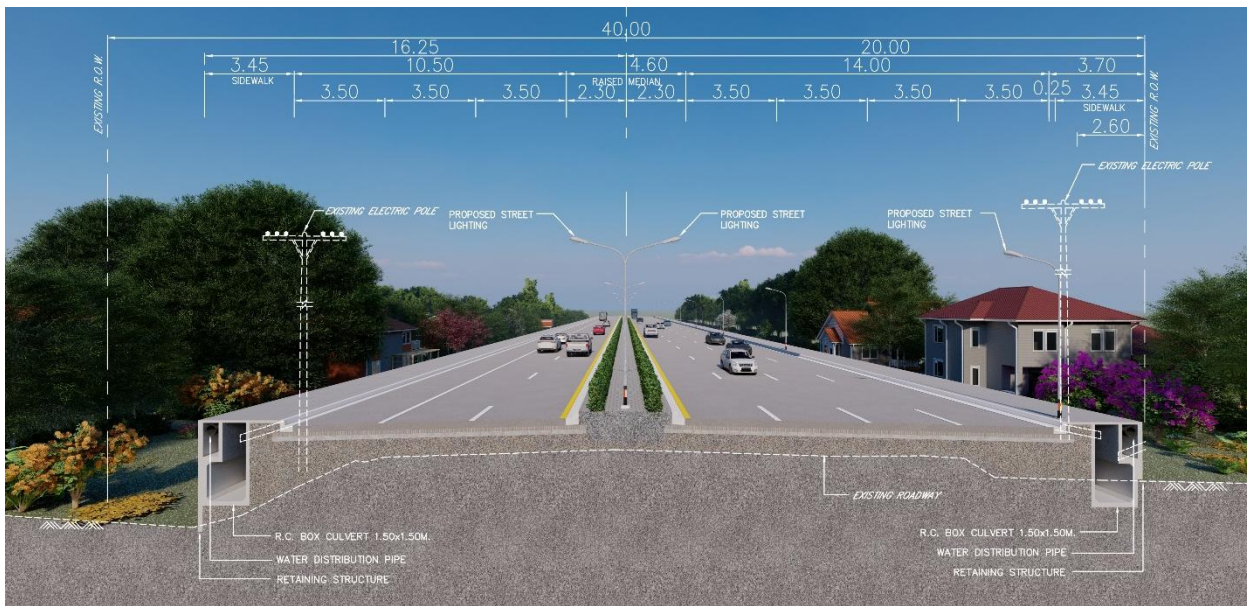 40.00
16.25
20.00
3.45
10.50
4.60
14.00
3.70
SIDEWALK
RAISED MEDIAN
3.50
3.50
3.50
2.30
2.30
3.50
3.50
3.50
3.50
0.25
3.45
SIDEWALK
2.60
EXISTING R.O.W.
EXISTING R.O.W.
EXISTING ELECTRIC POLE
EXISTING ELECTRIC POLE
PROPOSED STREET
LIGHTING
PROPOSED STREET
LIGHTING
PROPOSED STREET
LIGHTING
EXISTING ROADWAY
R.C. BOX CULVERT 1.50x1.50M.
WATER DISTRIBUTION PIPE
RETAINING STRUCTURE
R.C. BOX CULVERT 1.50x1.50M.
WATER DISTRIBUTION PIPE
RETAINING STRUCTURE